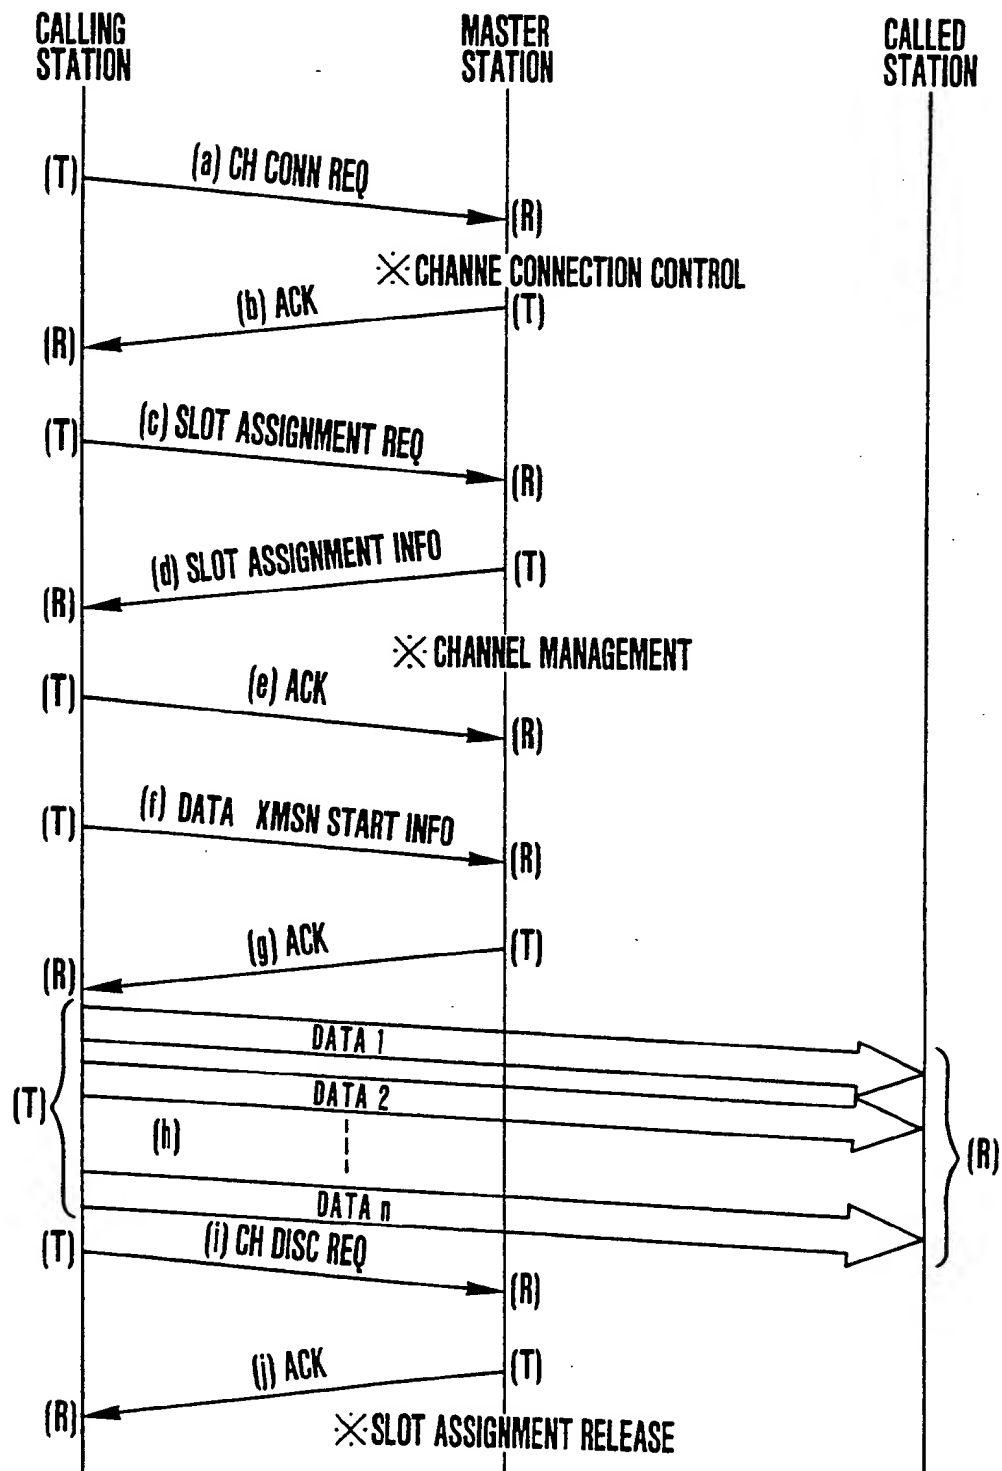 CALLING
STATION
MASTER
STATION
CALLED
STATION
(T)
(a) CH CONN REQ
(R)
※ CHANNE CONNECTION CONTROL
(b) ACK
(T)
(R)
(T)
(c) SLOT ASSIGNMENT REQ
(R)
(d) SLOT ASSIGNMENT INFO
(T)
(R)
※ CHANNEL MANAGEMENT
(T)
(e) ACK
(R)
(T)
(f) DATA XMSN START INFO
(R)
(g) ACK
(T)
(R)
DATA 1
(T)
DATA 2
(h)
(R)
DATA n
(T)
(i) CH DISC REQ
(R)
(j) ACK
(T)
(R)
※ SLOT ASSIGNMENT RELEASE